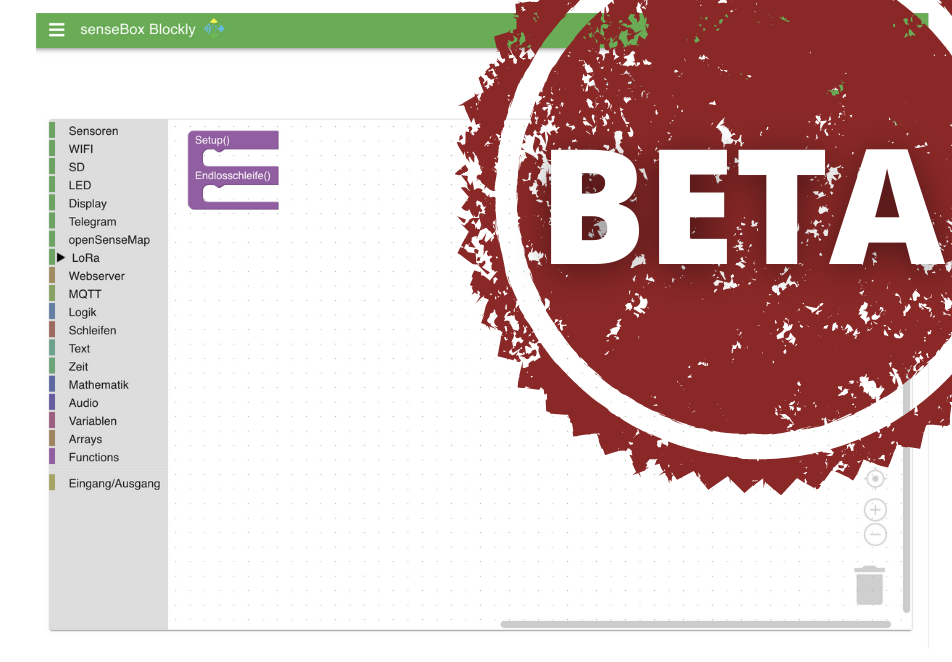 senseBox Blockly
Sensoren
WIFI
SD
LED
Display
Telegram
openSenseMap
LoRa
Webserver
MQTT
Logik
Schleifen
Text
Zeit
Mathematik
Audio
Variablen
Arrays
Functions
Eingang/Ausgang
Setup()
Endlosschleife()
BETA